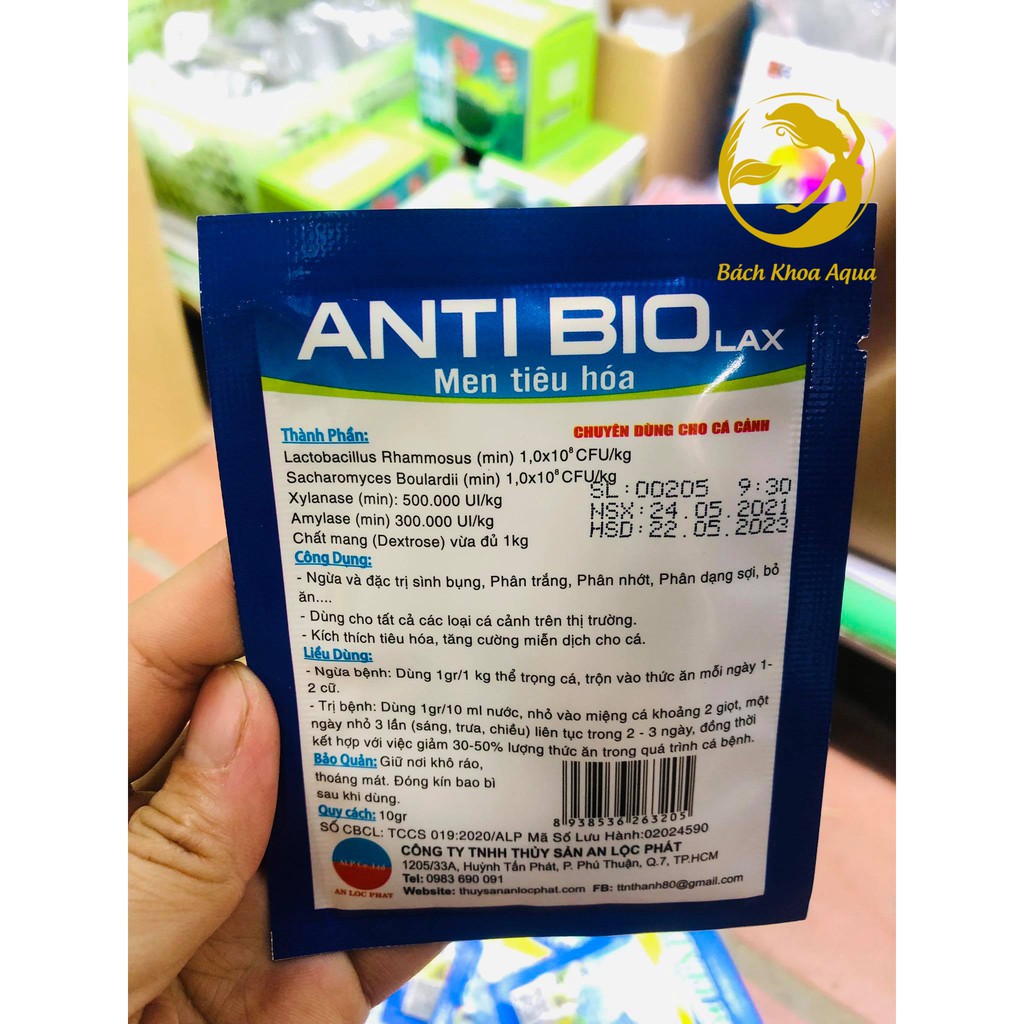 Bách Khoa Aqua
ANTI BIO LAX
Men tiêu hóa
CHUYÊN DÙNG CHO CÁ CẢNH
Thành Phần:
Lactobacillus Rhammosus (min) 1,0x10⁸ CFU/kg
Sacharomyces Boulardii (min) 1,0x10⁸ CFU/kg
Xylanase (min): 500.000 UI/kg
Amylase (min) 300.000 UI/kg
Chất mang (Dextrose) vừa đủ 1kg
SL:00205 9:30
NSX:24.05.2021
HSD:22.05.2023
Công Dụng:
- Ngừa và đặc trị sình bụng, Phân trắng, Phân nhớt, Phân dạng sợi, bỏ
ăn....
- Dùng cho tất cả các loại cá cảnh trên thị trường.
- Kích thích tiêu hóa, tăng cường miễn dịch cho cá.
Liều Dùng:
- Ngừa bệnh: Dùng 1gr/1 kg thể trọng cá, trộn vào thức ăn mỗi ngày 1-
2 cữ.
- Trị bệnh: Dùng 1gr/10 ml nước, nhỏ vào miệng cá khoảng 2 giọt, một
ngày nhỏ 3 lần (sáng, trưa, chiều) liên tục trong 2 - 3 ngày, đồng thời
kết hợp với việc giảm 30-50% lượng thức ăn trong quá trình cá bệnh.
Bảo Quản: Giữ nơi khô ráo,
thoáng mát. Đóng kín bao bì
sau khi dùng.
Quy cách: 10gr
8 938536 263205
SỐ CBCL: TCCS 019:2020/ALP Mã Số Lưu Hành:02024590
CÔNG TY TNHH THỦY SẢN AN LỘC PHÁT
1205/33A, Huỳnh Tấn Phát, P. Phú Thuận, Q.7, TP.HCM
Tel: 0983 690 091
Website: thuysananlocphat.com FB: ttnthanh80@gmail.com
ALP Co.,Ltd
AN LOC PHAT